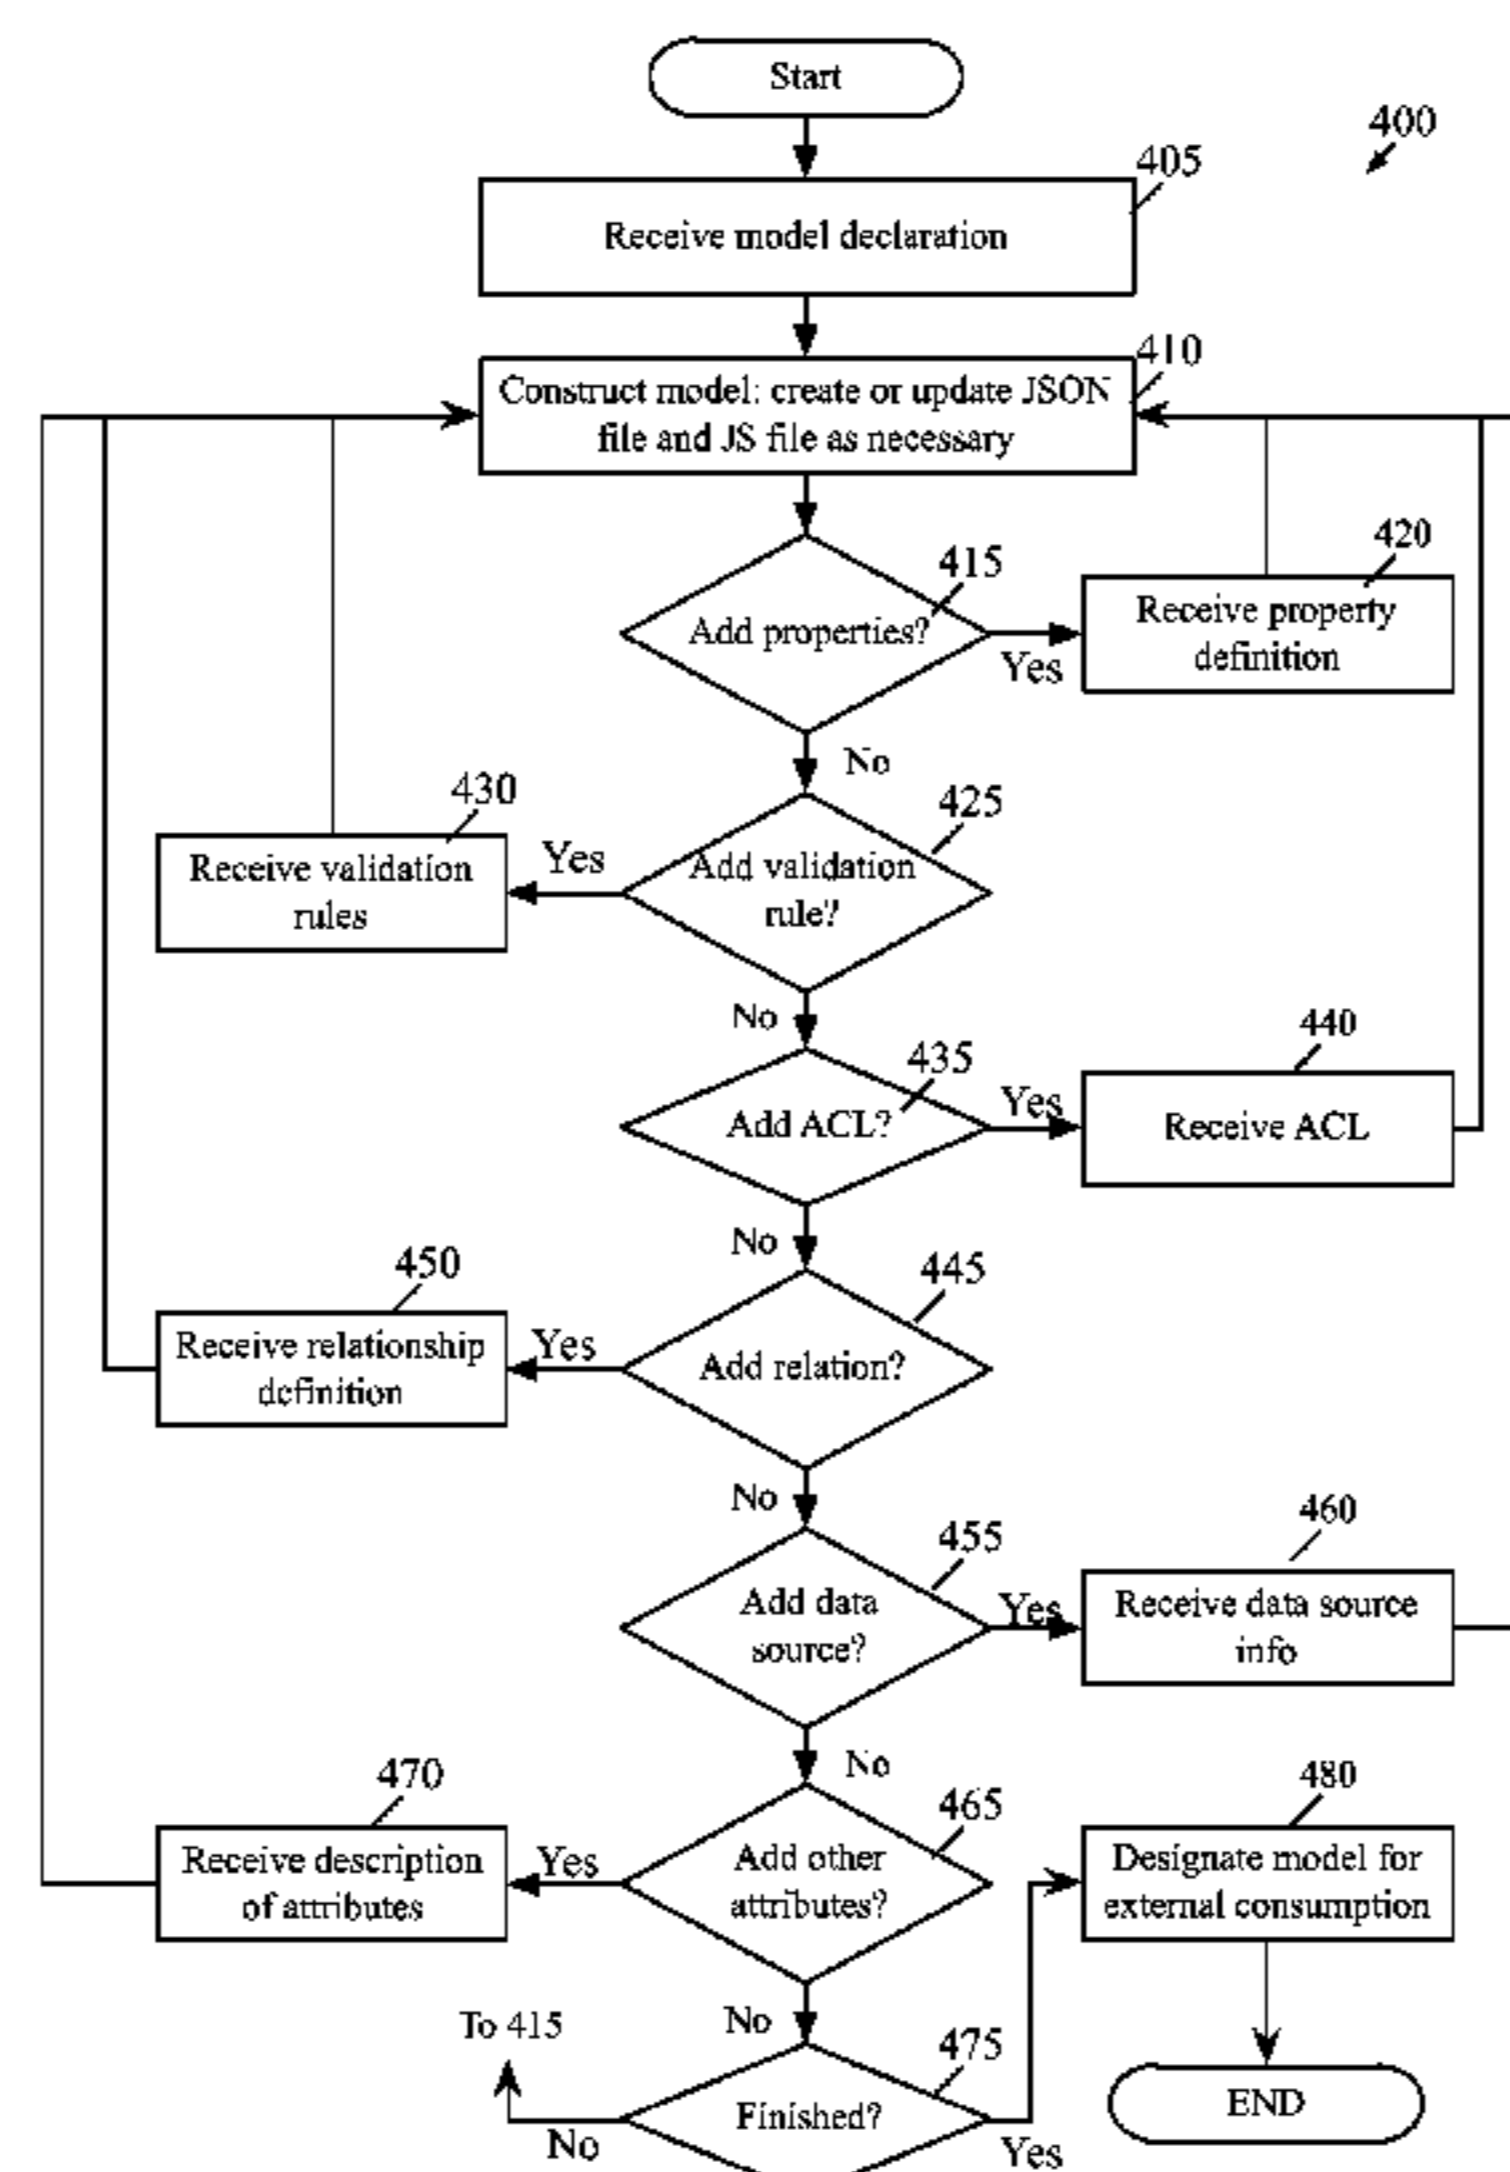 Start
400
405
Receive model declaration
410
Construct model: create or update JSON
file and JS file as necessary
415
420
Add properties?
Receive property
definition
Yes
No
430
425
Receive validation
rules
Yes
Add validation
rule?
No
435
440
Add ACL?
Yes
Receive ACL
No
450
445
Receive relationship
definition
Yes
Add relation?
No
455
460
Add data
source?
Yes
Receive data source
info
No
470
465
480
Receive description
of attributes
Yes
Add other
attributes?
Designate model for
external consumption
No
To 415
475
Finished?
No
Yes
END